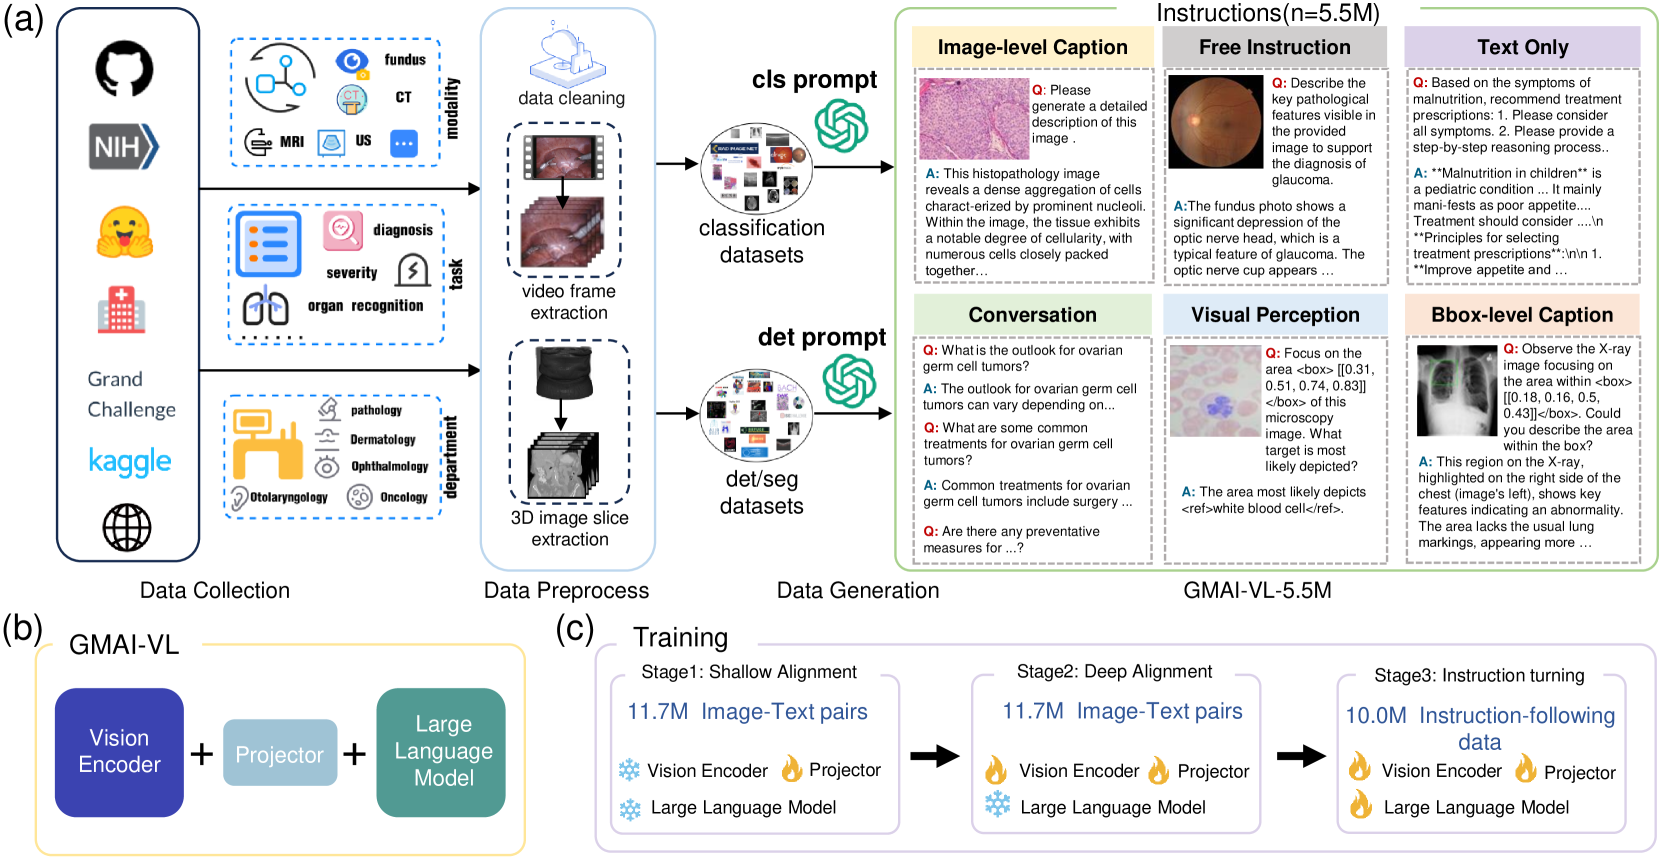 (a)
NIH
Grand
Challenge
kaggle
fundus
CT
CT
MRI
US
modality
diagnosis
severity
organ recognition
......
task
pathology
Dermatology
Ophthalmology
Otolaryngology
Oncology
department
Data Collection
data cleaning
video frame
extraction
3D image slice
extraction
Data Preprocess
cls prompt
classification
datasets
det prompt
det/seg
datasets
Data Generation
Instructions(n=5.5M)
Image-level Caption
Q: Please
generate a detailed
description of this
image .
A: This histopathology image
reveals a dense aggregation of cells
charact-erized by prominent nucleoli.
Within the image, the tissue exhibits
a notable degree of cellularity, with
numerous cells closely packed
together…
Free Instruction
Q: Describe the
key pathological
features visible in
the provided
image to support
the diagnosis of
glaucoma.
A:The fundus photo shows a
significant depression of the
optic nerve head, which is a
typical feature of glaucoma. The
optic nerve cup appears …
Text Only
Q: Based on the symptoms of
malnutrition, recommend treatment
prescriptions: 1. Please consider
all symptoms. 2. Please provide a
step-by-step reasoning process..
A: **Malnutrition in children** is
a pediatric condition ... It mainly
mani-fests as poor appetite....
Treatment should consider ....\n
**Principles for selecting
treatment prescriptions**:\n\n 1.
**Improve appetite and …
Conversation
Q: What is the outlook for ovarian
germ cell tumors?
A: The outlook for ovarian germ cell
tumors can vary depending on...
Q: What are some common
treatments for ovarian germ cell
tumors?
A: Common treatments for ovarian
germ cell tumors include surgery ...
Q: Are there any preventative
measures for ...?
Visual Perception
Q: Focus on the
area <box> [[0.31,
0.51, 0.74, 0.83]]
</box> of this
microscopy
image. What
target is most
likely depicted?
A: The area most likely depicts
<ref>white blood cell</ref>.
Bbox-level Caption
Q: Observe the X-ray
image focusing on
the area within <box>
[[0.18, 0.16, 0.5,
0.43]]</box>. Could
you describe the area
within the box?
A: This region on the X-ray,
highlighted on the right side of the
chest (image's left), shows key
features indicating an abnormality.
The area lacks the usual lung
markings, appearing more …
GMAI-VL-5.5M
(b)
GMAI-VL
Vision
Encoder
+
Projector
+
Large
Language
Model
(c)
Training
Stage1: Shallow Alignment
11.7M Image-Text pairs
Vision Encoder
Projector
Large Language Model
Stage2: Deep Alignment
11.7M Image-Text pairs
Vision Encoder
Projector
Large Language Model
Stage3: Instruction turning
10.0M Instruction-following
data
Vision Encoder
Projector
Large Language Model